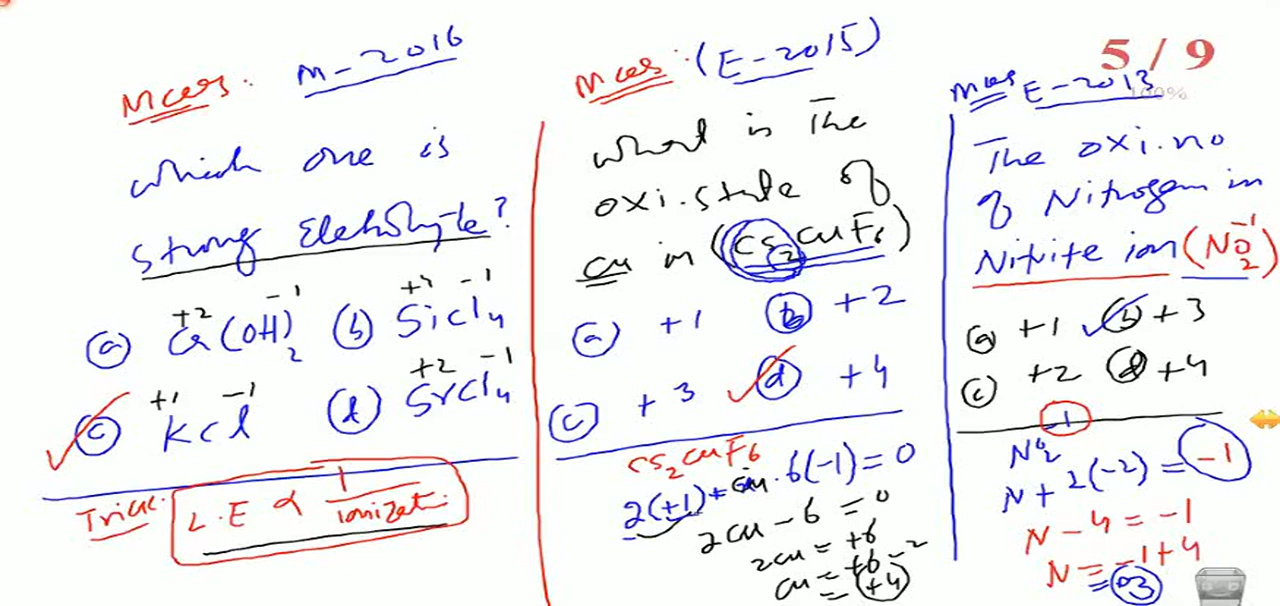 5 / 9
100%
Mcqs: M-2016
which one is
strong Eletrolyte?
+2 -1 +4 -1
(a) Ca(OH)2 (b) SiCl4
+1 -1 +2 -1
(c) KCl (d) SrCl4
Trick: L.E ∝ 1/ionizati.
Mcqs: (E-2015)
what is The
oxi.state of
cu in (Cs2CuF6)
(a) +1 (b) +2
(c) +3 (d) +4
Cs2CuF6
2(+1)+cu.6(-1)=0
2cu-6=0
2cu=+6
cu=+6-2
+4
Mcqs E-2013
The oxi.no
of Nitrogen in
Nitrite ion (NO2-1)
(a) +1 (b) +3
(c) +2 (d) +4
-1
NO2
N+2(-2)=-1
N-4=-1
N=-1+4
=03